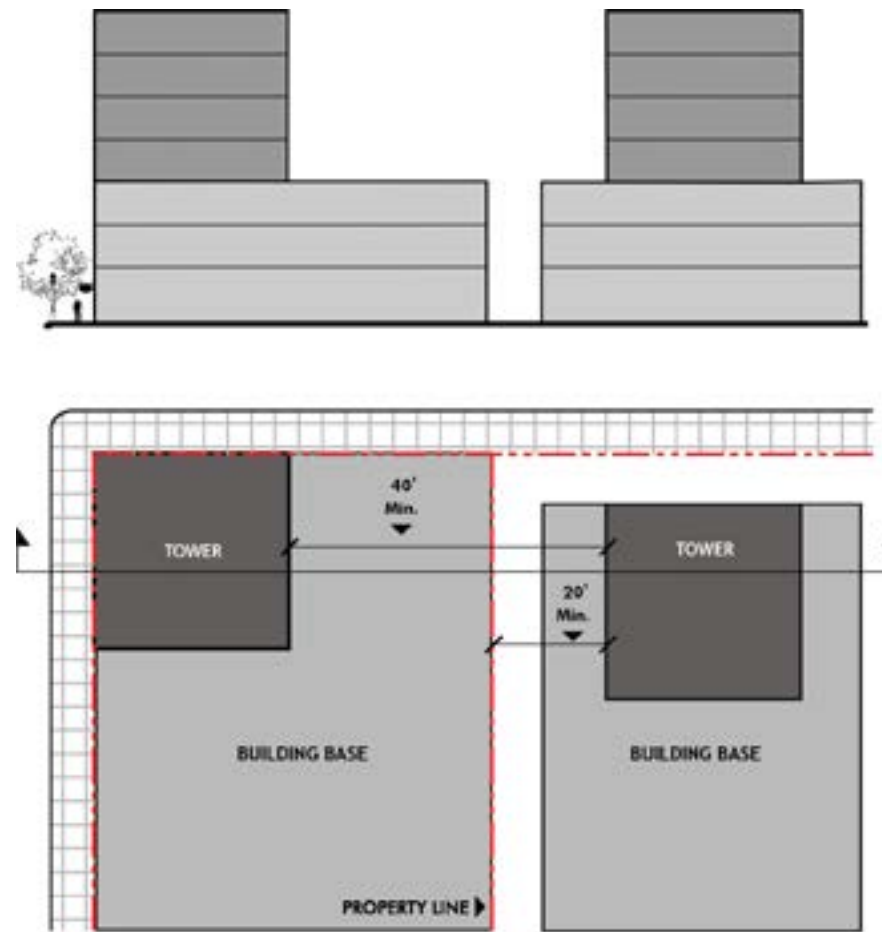 40'
Min.
TOWER
TOWER
20'
Min.
BUILDING BASE
BUILDING BASE
PROPERTY LINE